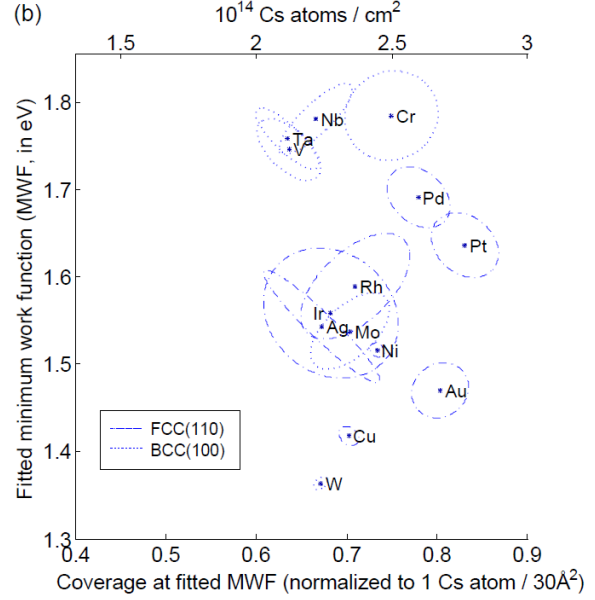 (b)
10^14 Cs atoms / cm^2
1.5 2 2.5 3
Fitted minimum work function (MWF, in eV)
1.8
1.7
1.6
1.5
1.4
1.3
Nb
Cr
Ta
V
Pd
Pt
Rh
Ir
Ag
Mo
Ni
Au
Cu
W
FCC(110)
BCC(100)
0.4 0.5 0.6 0.7 0.8 0.9
Coverage at fitted MWF (normalized to 1 Cs atom / 30Å^2)